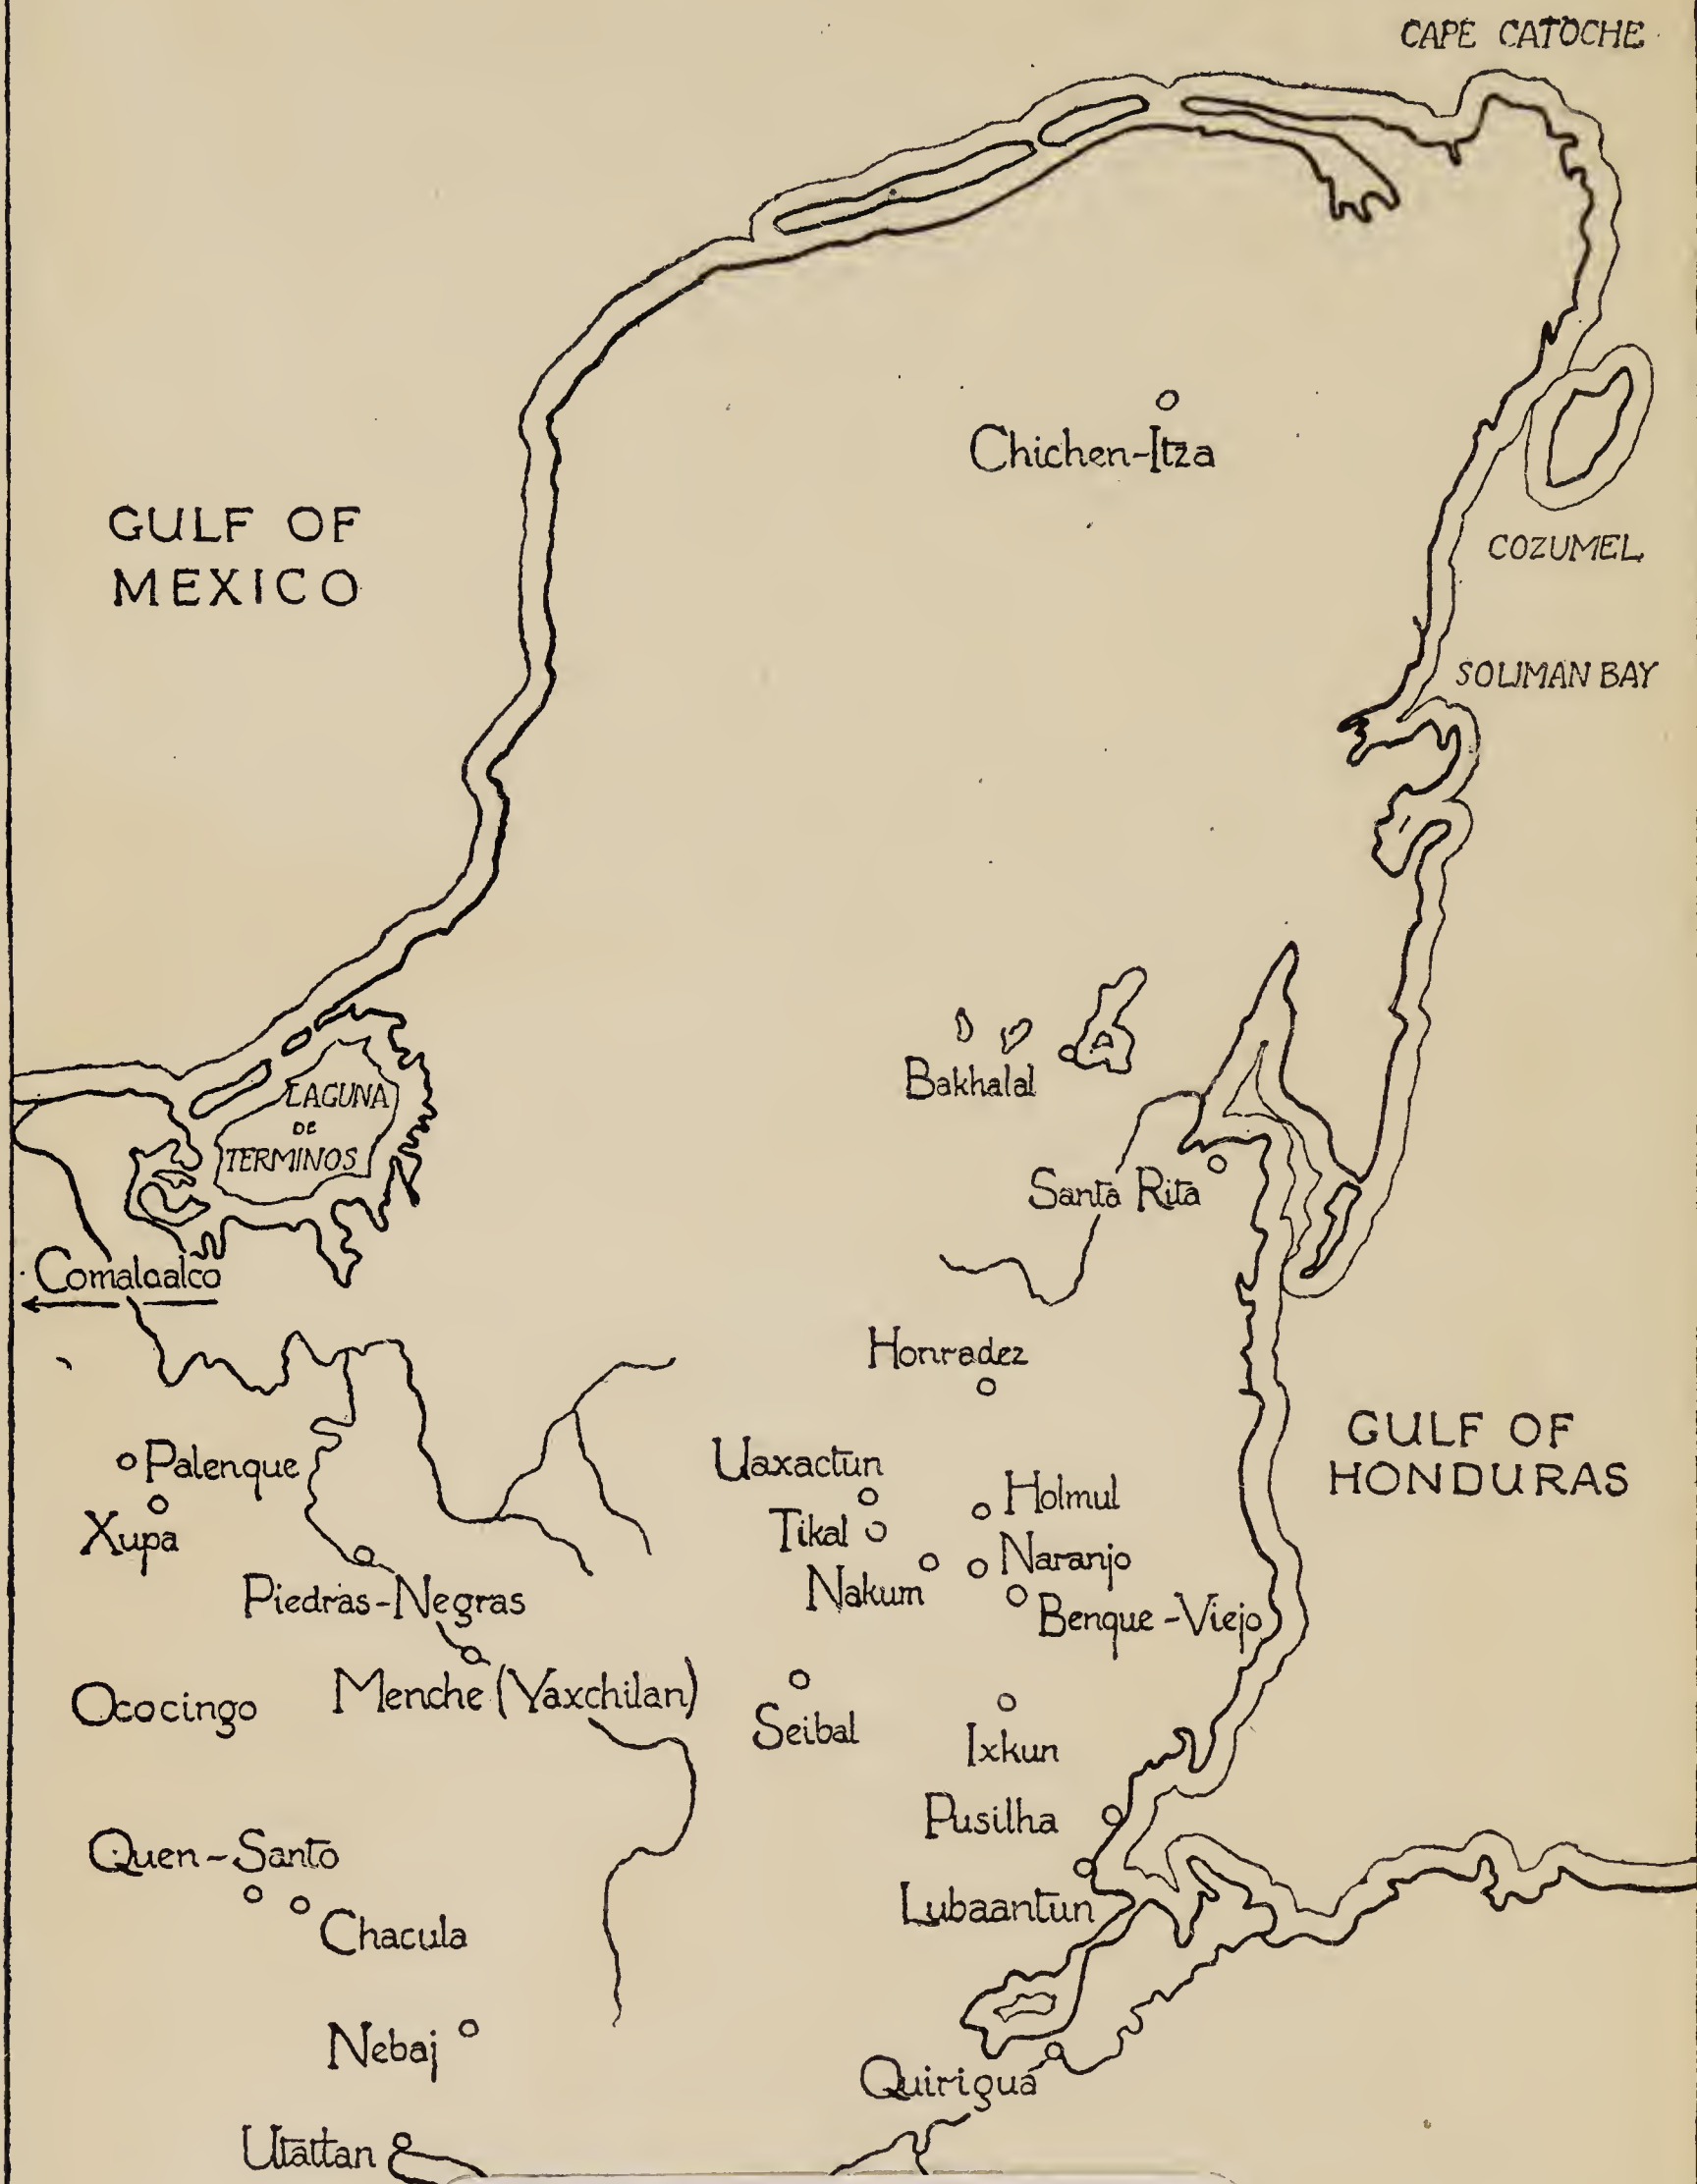 CAPE CATOCHE
Chichen-Itza
GULF OF
MEXICO
COZUMEL
SOLIMAN BAY
Bakhalal
LAGUNA
DE
TERMINOS
Santa Rita
Comalcalco
Honradez
GULF OF
HONDURAS
Palenque
Uaxactun
Holmul
Xupa
Tikal
Naranjo
Nakum
Piedras-Negras
Benque-Viejo
Ococingo
Menche (Yaxchilan)
Seibal
Ixkun
Pusilha
Quen-Santo
Lubaantun
Chacula
Nebaj
Quirigua
Utattan